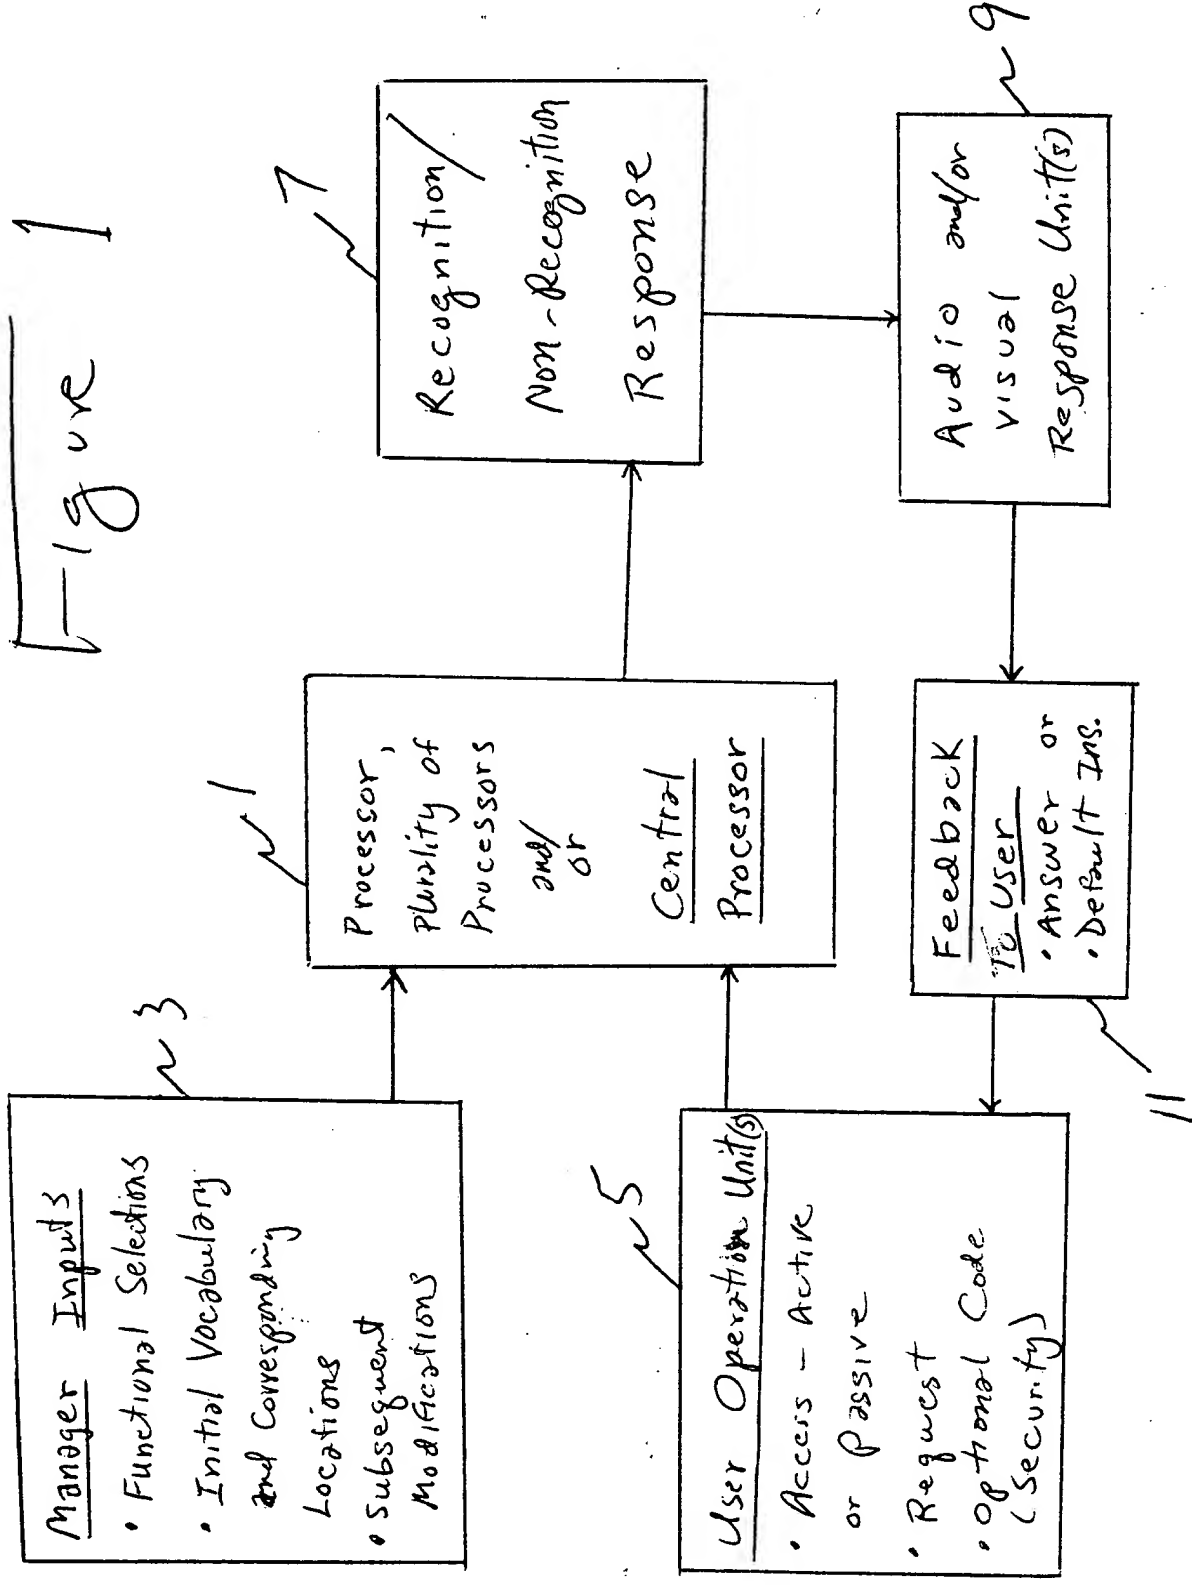 Figure 1
Manager Inputs
• Functional Selections
• Initial Vocabulary
and Corresponding
Locations
• Subsequent
Modifications
3
Processor,
Plurality of
Processors
and/
or
Central
Processor
1
Recognition/
Non-Recognition
Response
7
User Operation Unit(s)
• Access - Active
or Passive
• Request
• Optional Code
(Security)
5
Feedback
To User
• Answer or
• Default Ins.
11
Audio and/or
Visual
Response Unit(s)
9